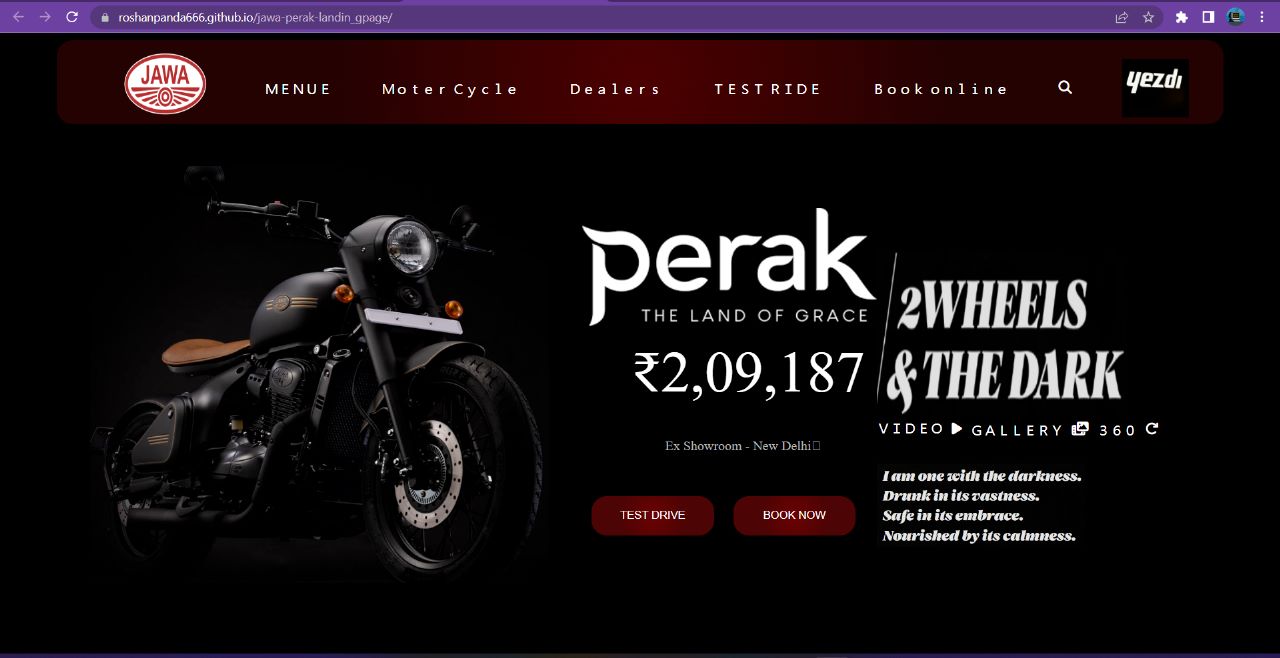 roshanpanda666.github.io/jawa-perak-landin_gpage/
JAWA
MENUE
MoterCycle
Dealers
TESTRIDE
Bookonline
yezdi
perak
THE LAND OF GRACE
₹2,09,187
Ex Showroom - New Delhi
TEST DRIVE
BOOK NOW
2WHEELS
& THE DARK
VIDEO
GALLERY
360
I am one with the darkness.
Drunk in its vastness.
Safe in its embrace.
Nourished by its calmness.